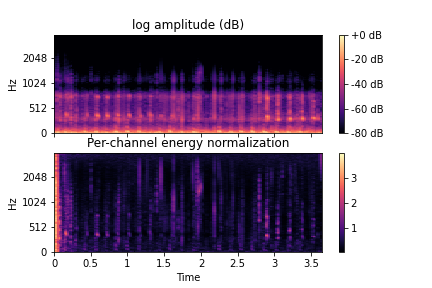 log amplitude (dB)
Hz
2048
1024
512
0
+0 dB
-20 dB
-40 dB
-60 dB
-80 dB
Per-channel energy normalization
Hz
2048
1024
512
0
3
2
1
0 0.5 1 1.5 2 2.5 3 3.5
Time